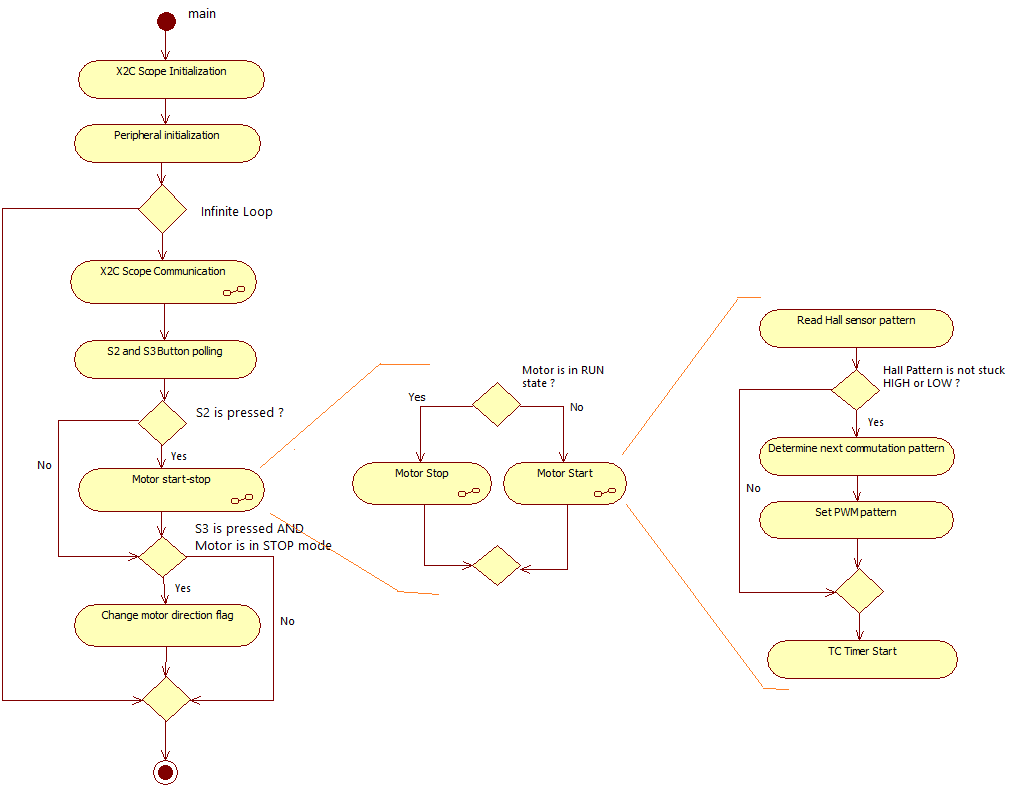 main
X2C Scope Initialization
Peripheral initialization
Infinite Loop
X2C Scope Communication
S2 and S3Button polling
S2 is pressed ?
No
Yes
Motor start-stop
S3 is pressed AND
Motor is in STOP mode
Yes
Change motor direction flag
No
Motor is in RUN
state ?
Yes
No
Motor Stop
Motor Start
Read Hall sensor pattern
Hall Pattern is not stuck
HIGH or LOW ?
Yes
Determine next commutation pattern
No
Set PWM pattern
TC Timer Start